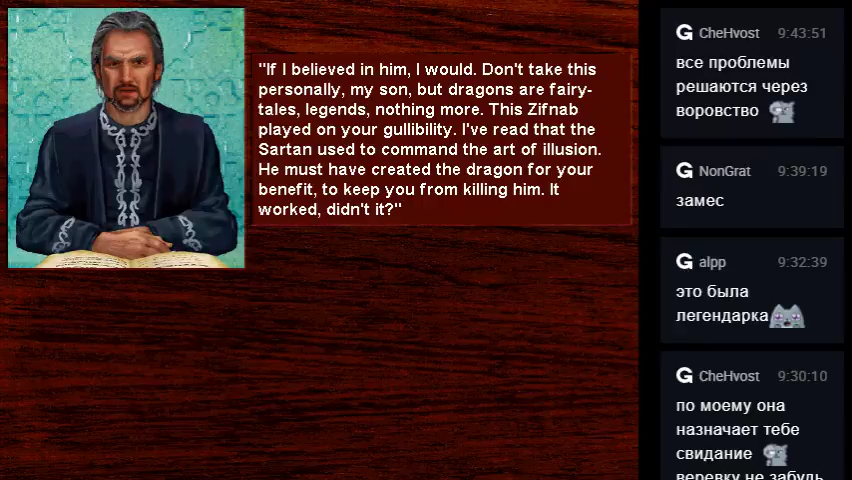 "If I believed in him, I would. Don't take this
personally, my son, but dragons are fairy-
tales, legends, nothing more. This Zifnab
played on your gullibility. I've read that the
Sartan used to command the art of illusion.
He must have created the dragon for your
benefit, to keep you from killing him. It
worked, didn't it?"
G CheHvost 9:43:51
все проблемы
решаются через
воровство
G NonGrat 9:39:19
замес
G alpp 9:32:39
это была
легендарка
G CheHvost 9:30:10
по моему она
назначает тебе
свидание
веревку не забудь